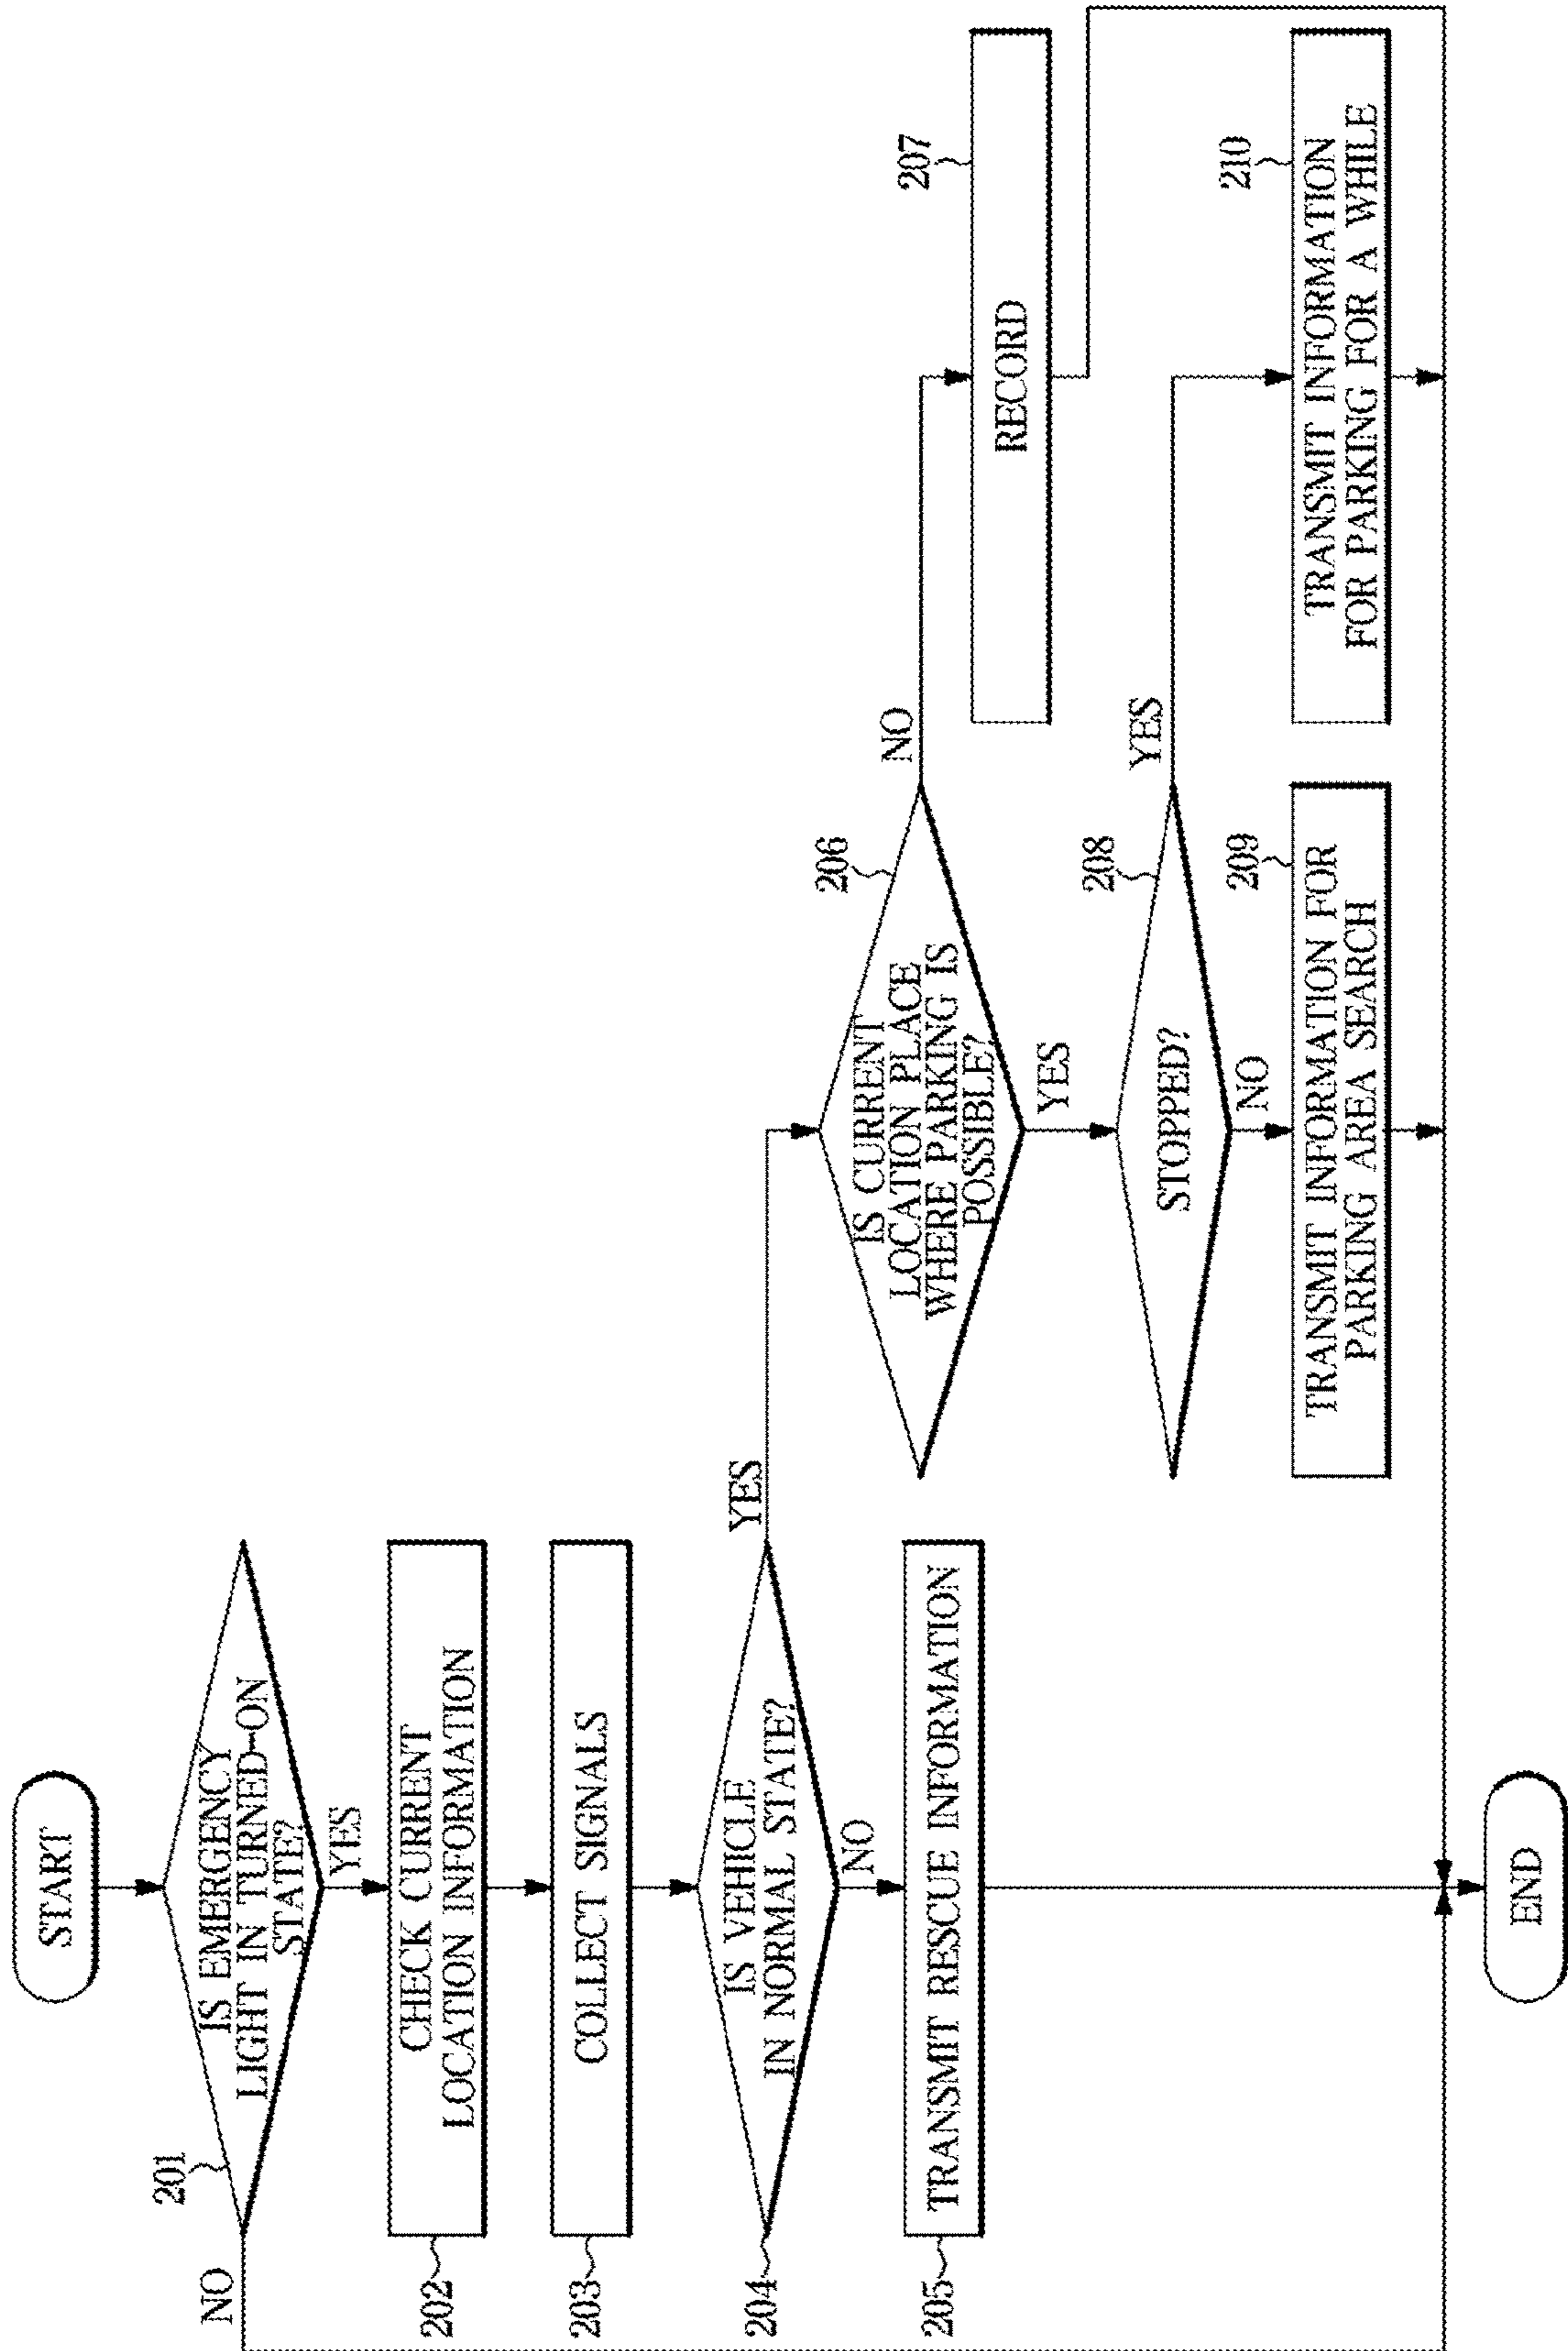 START
201
IS EMERGENCY
LIGHT IN TURNED-ON
STATE?
NO
YES
202
CHECK CURRENT
LOCATION INFORMATION
203
COLLECT SIGNALS
204
IS VEHICLE
IN NORMAL STATE?
YES
NO
205
TRANSMIT RESCUE INFORMATION
206
IS CURRENT
LOCATION PLACE
WHERE PARKING IS
POSSIBLE?
NO
YES
207
RECORD
208
STOPPED?
YES
NO
209
TRANSMIT INFORMATION FOR
PARKING AREA SEARCH
210
TRANSMIT INFORMATION
FOR PARKING FOR A WHILE
END